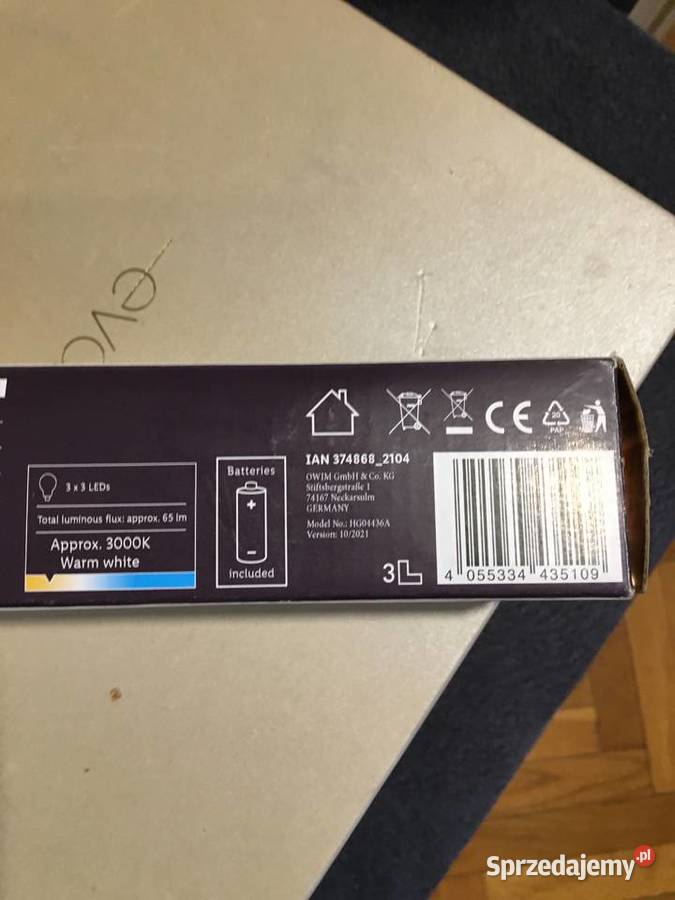 evo
3 x 3 LEDs
Total luminous flux: approx. 65 lm
Approx. 3000K
Warm white
Batteries
+
–
included
IAN 374868_2104
OWIM GmbH & Co. KG
Stiftsbergstraße 1
74167 Neckarsulm
GERMANY
Model No.: HG04436A
Version: 10/2021
3
CE
20
PAP
4 055334 435109
Sprzedajemy.pl